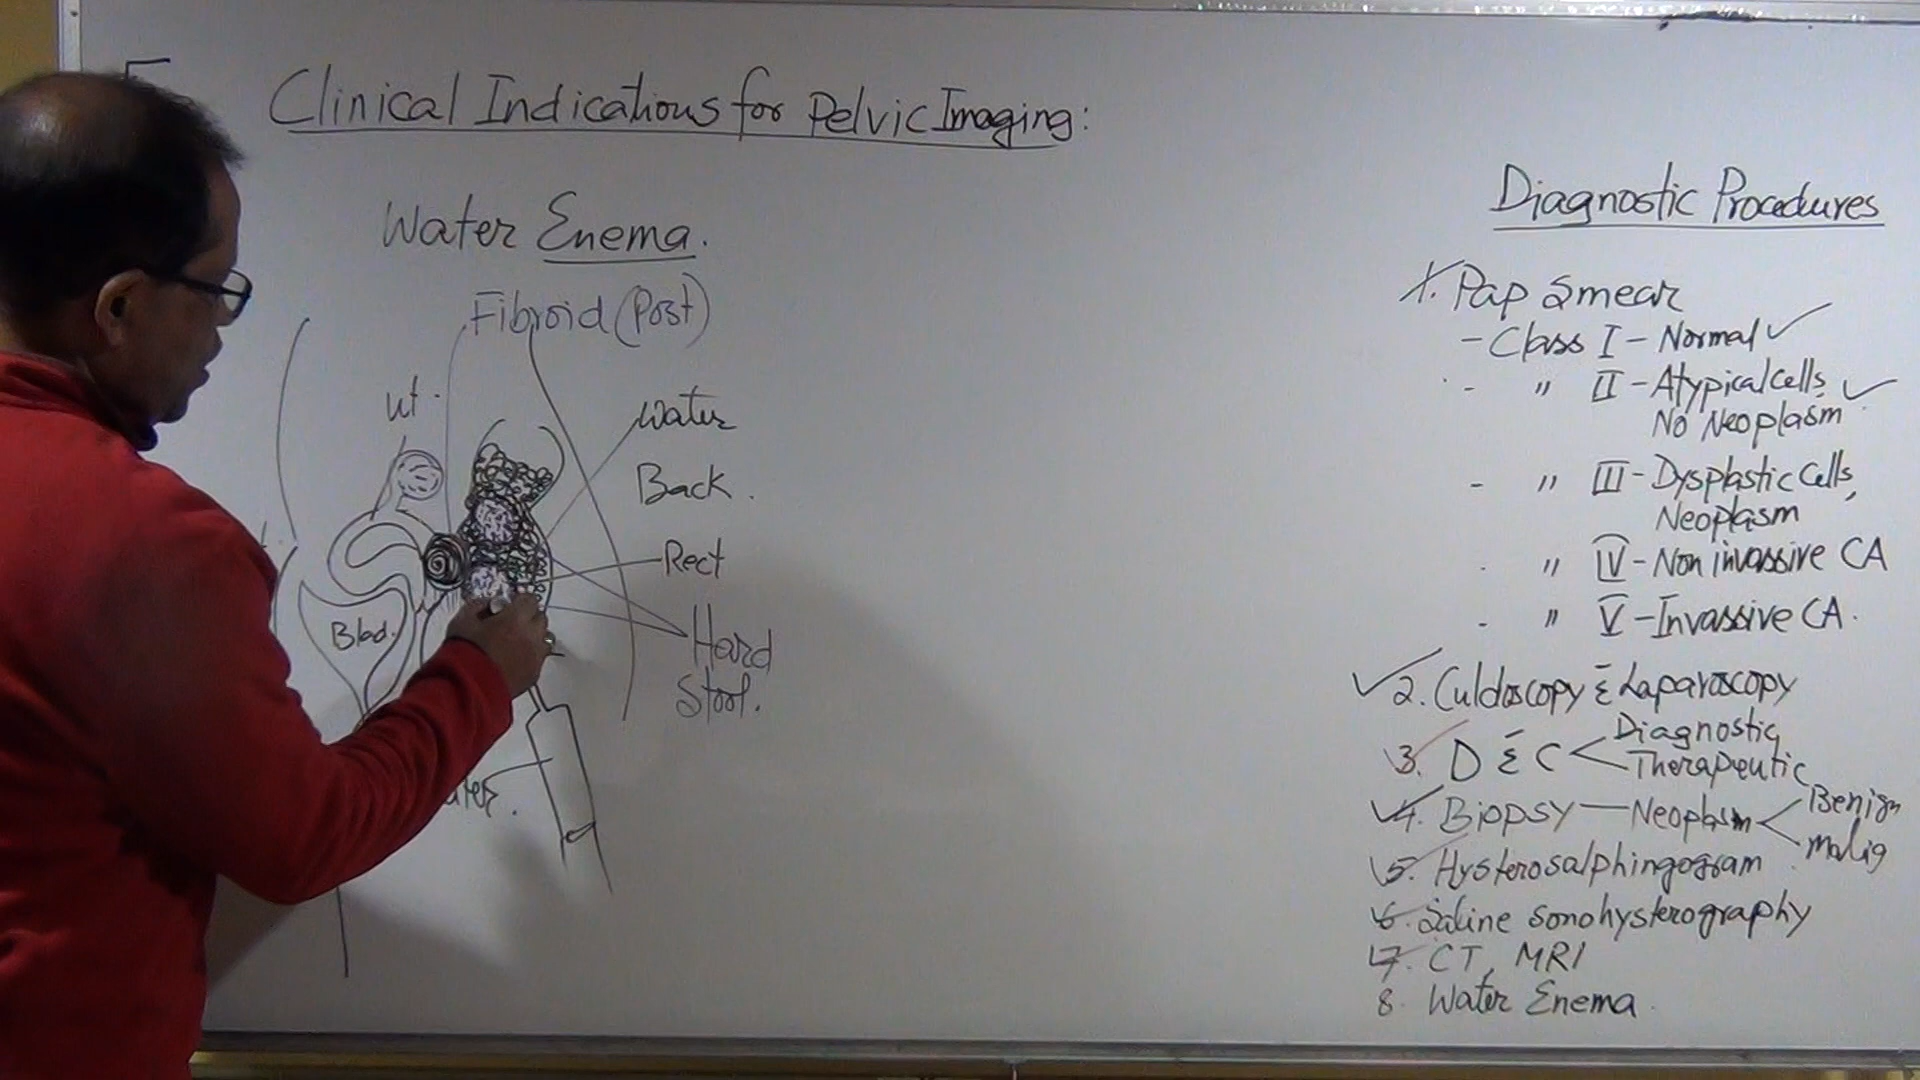 Clinical Indications for Pelvic Imaging:
Water Enema.
Fibroid (Post)
ut.
Water
Back.
Rect
Blad.
Hard
Stool.
Diagnostic Procedures
1. Pap Smear
- Class I - Normal ✓
- " II - Atypical Cells, ✓
No Neoplasm
- " III - Dysplastic Cells,
Neoplasm
- " IV - Non invassive CA
- " V - Invassive CA.
✓ 2. Culdoscopy & Laparoscopy
3. D & C < Diagnostic
Therapeutic
4. Biopsy — Neoplasm < Benign
malig
5. Hysterosalphingogram
6. Saline sonohysterography
7. CT, MRI
8. Water Enema.